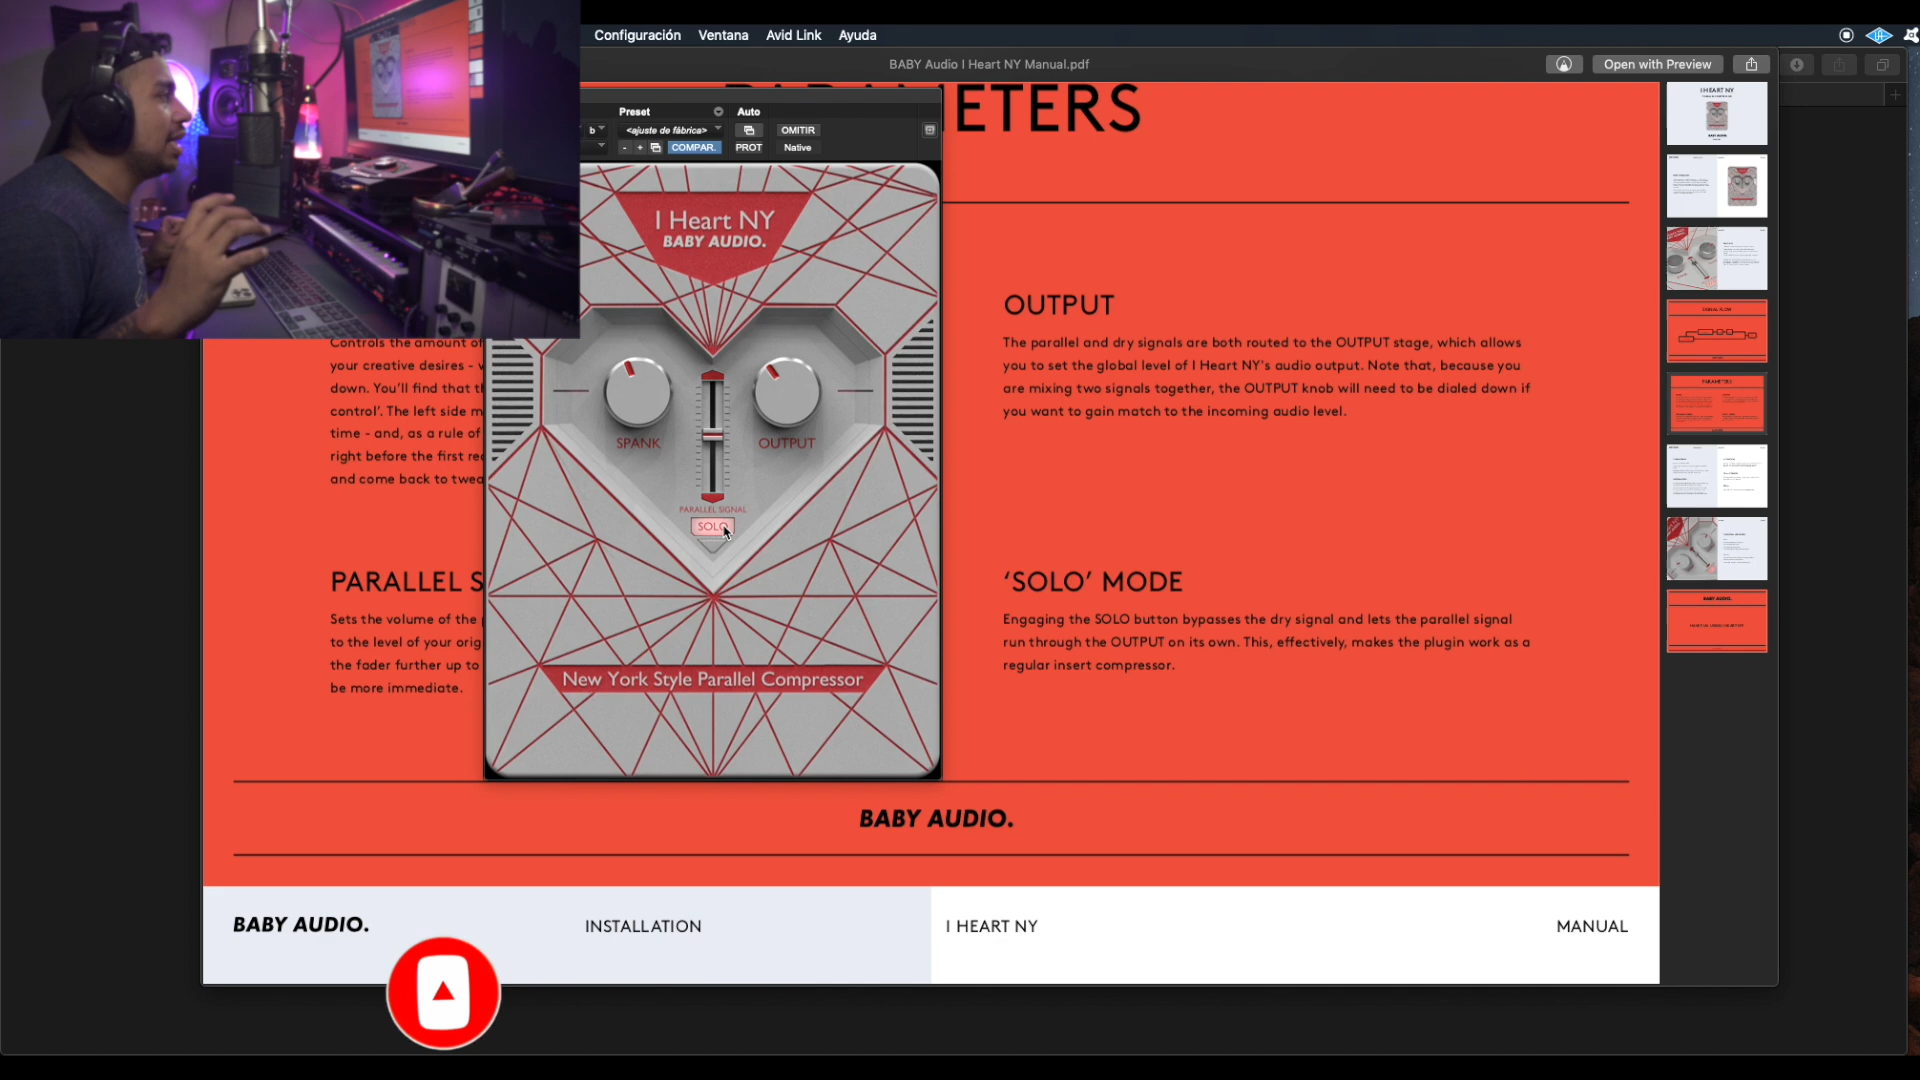 Configuración Ventana Avid Link Ayuda
BABY Audio I Heart NY Manual.pdf
Open with Preview
Preset Auto
b <ajuste de fábrica> OMITIR
- + COMPAR. PROT Native
I Heart NY
BABY AUDIO.
SPANK
OUTPUT
PARALLEL SIGNAL
SOLO
New York Style Parallel Compressor
Controls the amount of
your creative desires -
down. You'll find that
control'. The left side
time - and, as a rule of
right before the first
and come back to
OUTPUT
The parallel and dry signals are both routed to the OUTPUT stage, which allows
you to set the global level of I Heart NY's audio output. Note that, because you
are mixing two signals together, the OUTPUT knob will need to be dialed down if
you want to gain match to the incoming audio level.
PARALLEL S
Sets the volume of the
to the level of your
the fader further up to
be more immediate.
'SOLO' MODE
Engaging the SOLO button bypasses the dry signal and lets the parallel signal
run through the OUTPUT on its own. This, effectively, makes the plugin work as a
regular insert compressor.
BABY AUDIO.
BABY AUDIO. INSTALLATION I HEART NY MANUAL
I HEART NY
PARAMETERS
BABY AUDIO.